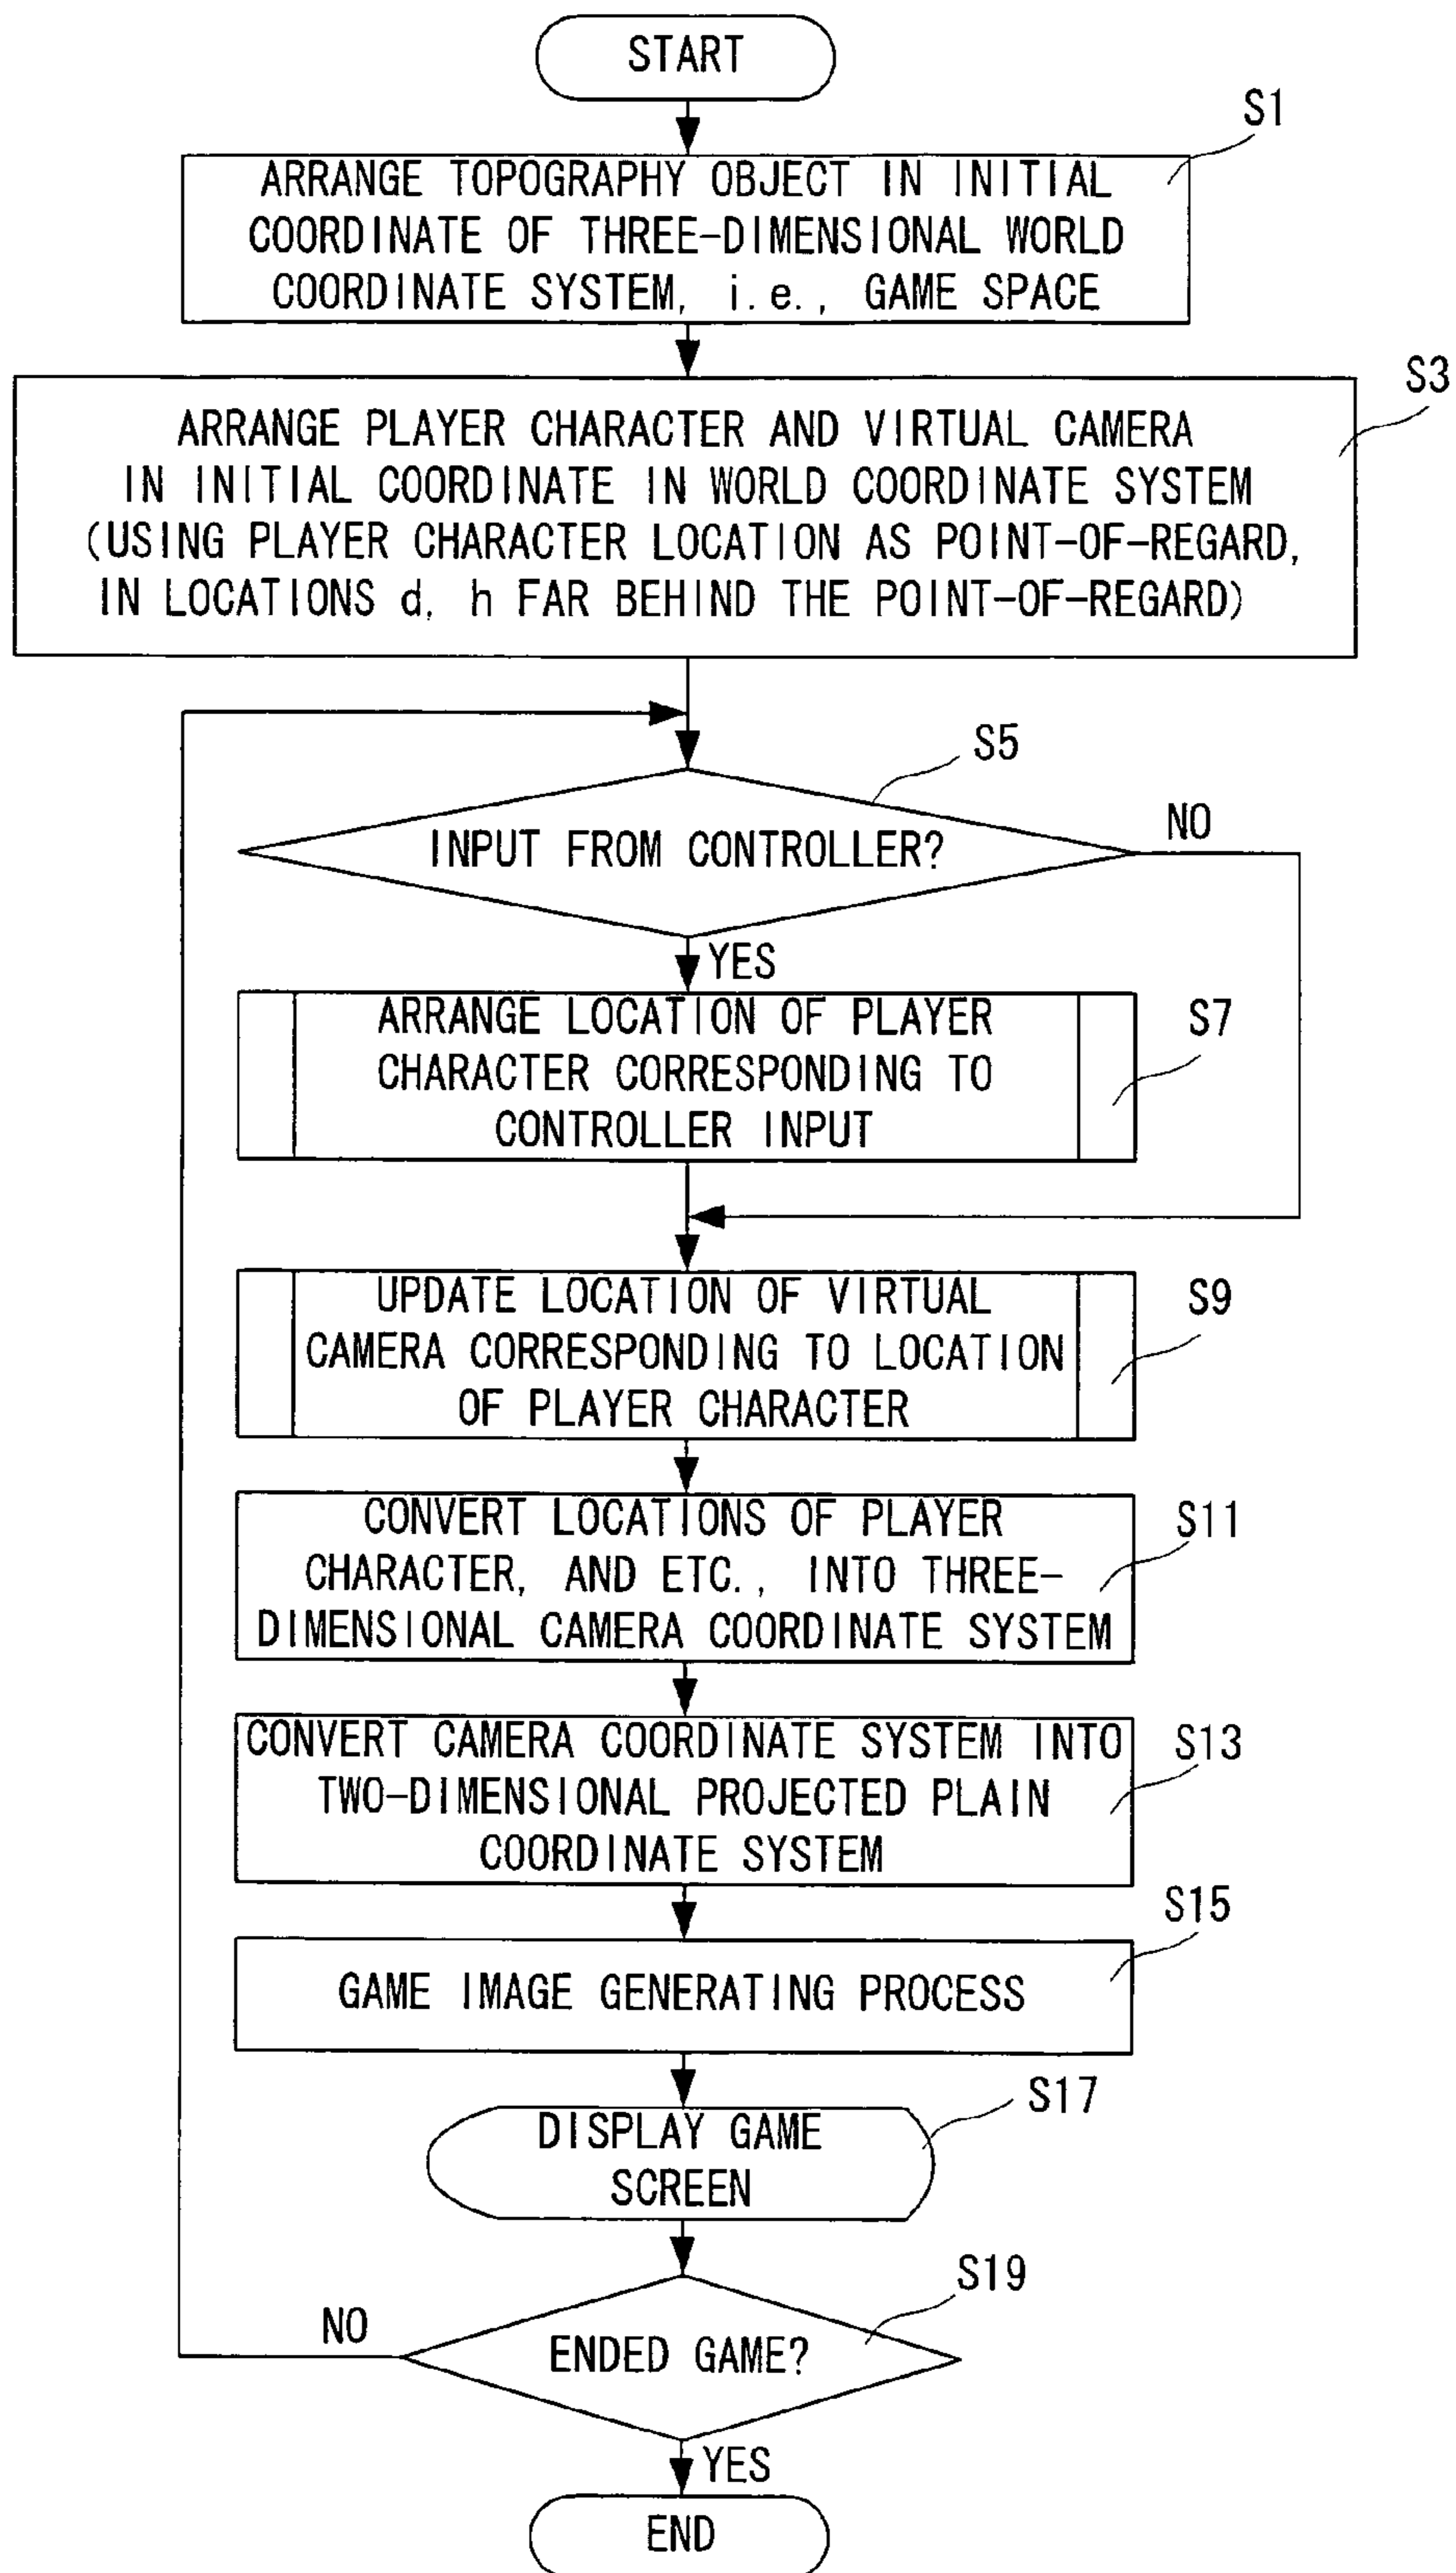 START
S1
ARRANGE TOPOGRAPHY OBJECT IN INITIAL
COORDINATE OF THREE-DIMENSIONAL WORLD
COORDINATE SYSTEM, i.e., GAME SPACE
S3
ARRANGE PLAYER CHARACTER AND VIRTUAL CAMERA
IN INITIAL COORDINATE IN WORLD COORDINATE SYSTEM
(USING PLAYER CHARACTER LOCATION AS POINT-OF-REGARD,
IN LOCATIONS d, h FAR BEHIND THE POINT-OF-REGARD)
S5
INPUT FROM CONTROLLER?
NO
YES
ARRANGE LOCATION OF PLAYER
CHARACTER CORRESPONDING TO
CONTROLLER INPUT
S7
UPDATE LOCATION OF VIRTUAL
CAMERA CORRESPONDING TO LOCATION
OF PLAYER CHARACTER
S9
CONVERT LOCATIONS OF PLAYER
CHARACTER, AND ETC., INTO THREE-
DIMENSIONAL CAMERA COORDINATE SYSTEM
S11
CONVERT CAMERA COORDINATE SYSTEM INTO
TWO-DIMENSIONAL PROJECTED PLAIN
COORDINATE SYSTEM
S13
S15
GAME IMAGE GENERATING PROCESS
S17
DISPLAY GAME
SCREEN
S19
NO
ENDED GAME?
YES
END